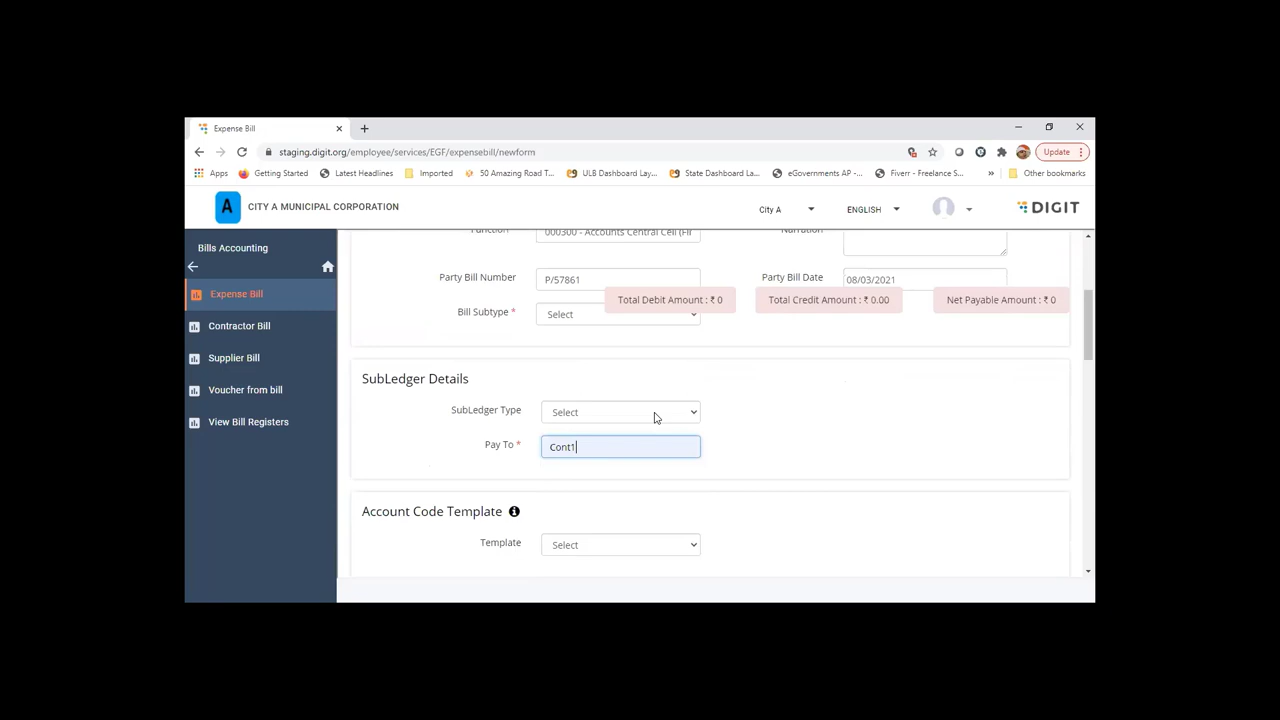 Expense Bill
staging.digit.org/employee/services/EGF/expensebill/newform
Update
Apps
Getting Started
Latest Headlines
Imported
50 Amazing Road T...
ULB Dashboard Lay...
State Dashboard La...
eGovernments AP -...
Fiverr - Freelance S...
»
Other bookmarks
A
CITY A MUNICIPAL CORPORATION
City A
ENGLISH
DIGIT
Bills Accounting
Expense Bill
Contractor Bill
Supplier Bill
Voucher from bill
View Bill Registers
Function
000300 - Accounts Central Cell (Fin
Narration
Party Bill Number
P/57861
Party Bill Date
08/03/2021
Total Debit Amount : ₹ 0
Total Credit Amount : ₹ 0.00
Net Payable Amount : ₹ 0
Bill Subtype *
Select
SubLedger Details
SubLedger Type
Select
Pay To *
Cont1
Account Code Template
Template
Select